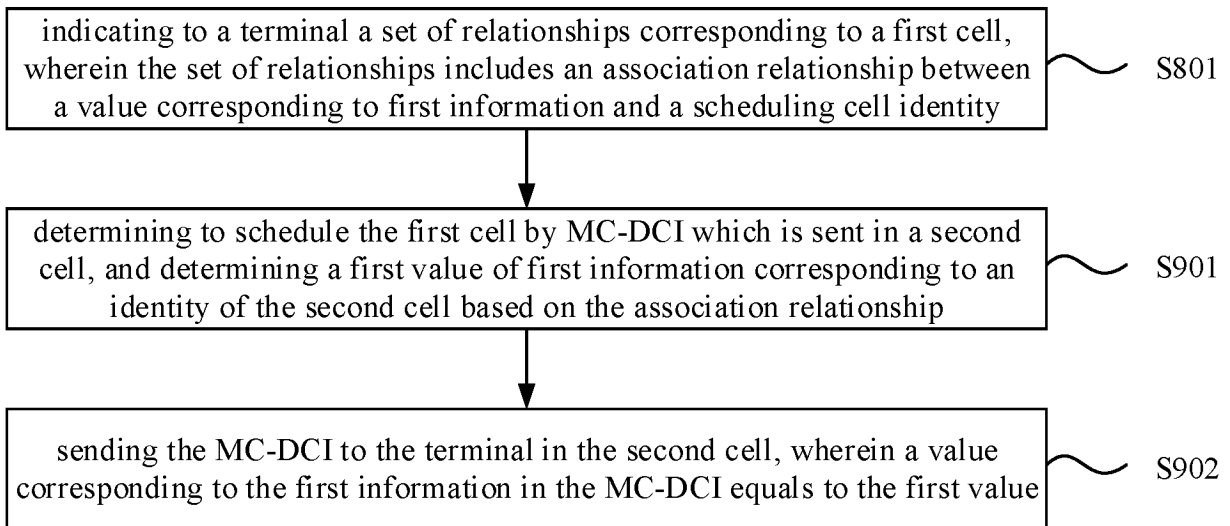 indicating to a terminal a set of relationships corresponding to a first cell,
wherein the set of relationships includes an association relationship between
a value corresponding to first information and a scheduling cell identity
S801
determining to schedule the first cell by MC-DCI which is sent in a second
cell, and determining a first value of first information corresponding to an
identity of the second cell based on the association relationship
S901
sending the MC-DCI to the terminal in the second cell, wherein a value
corresponding to the first information in the MC-DCI equals to the first value
S902